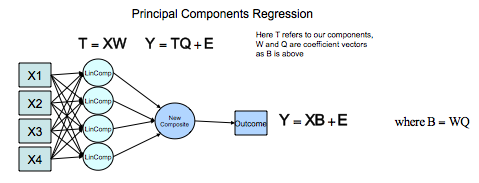 Principal Components Regression
T = XW
Y = TQ + E
Here T refers to our components,
W and Q are coefficient vectors
as B is above
X1
X2
X3
X4
LinComp
LinComp
LinComp
LinComp
New
Composite
Outcome
Y = XB + E
where B = WQ